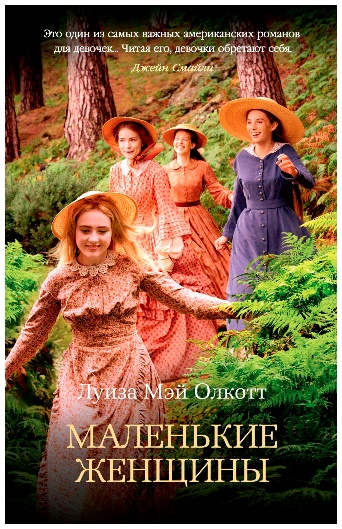 Это один из самых важных американских романов
для девочек... Читая его, девочки обретают себя.
Джейн Смайли
Луиза Мэй Олкотт
МАЛЕНЬКИЕ
ЖЕНЩИНЫ